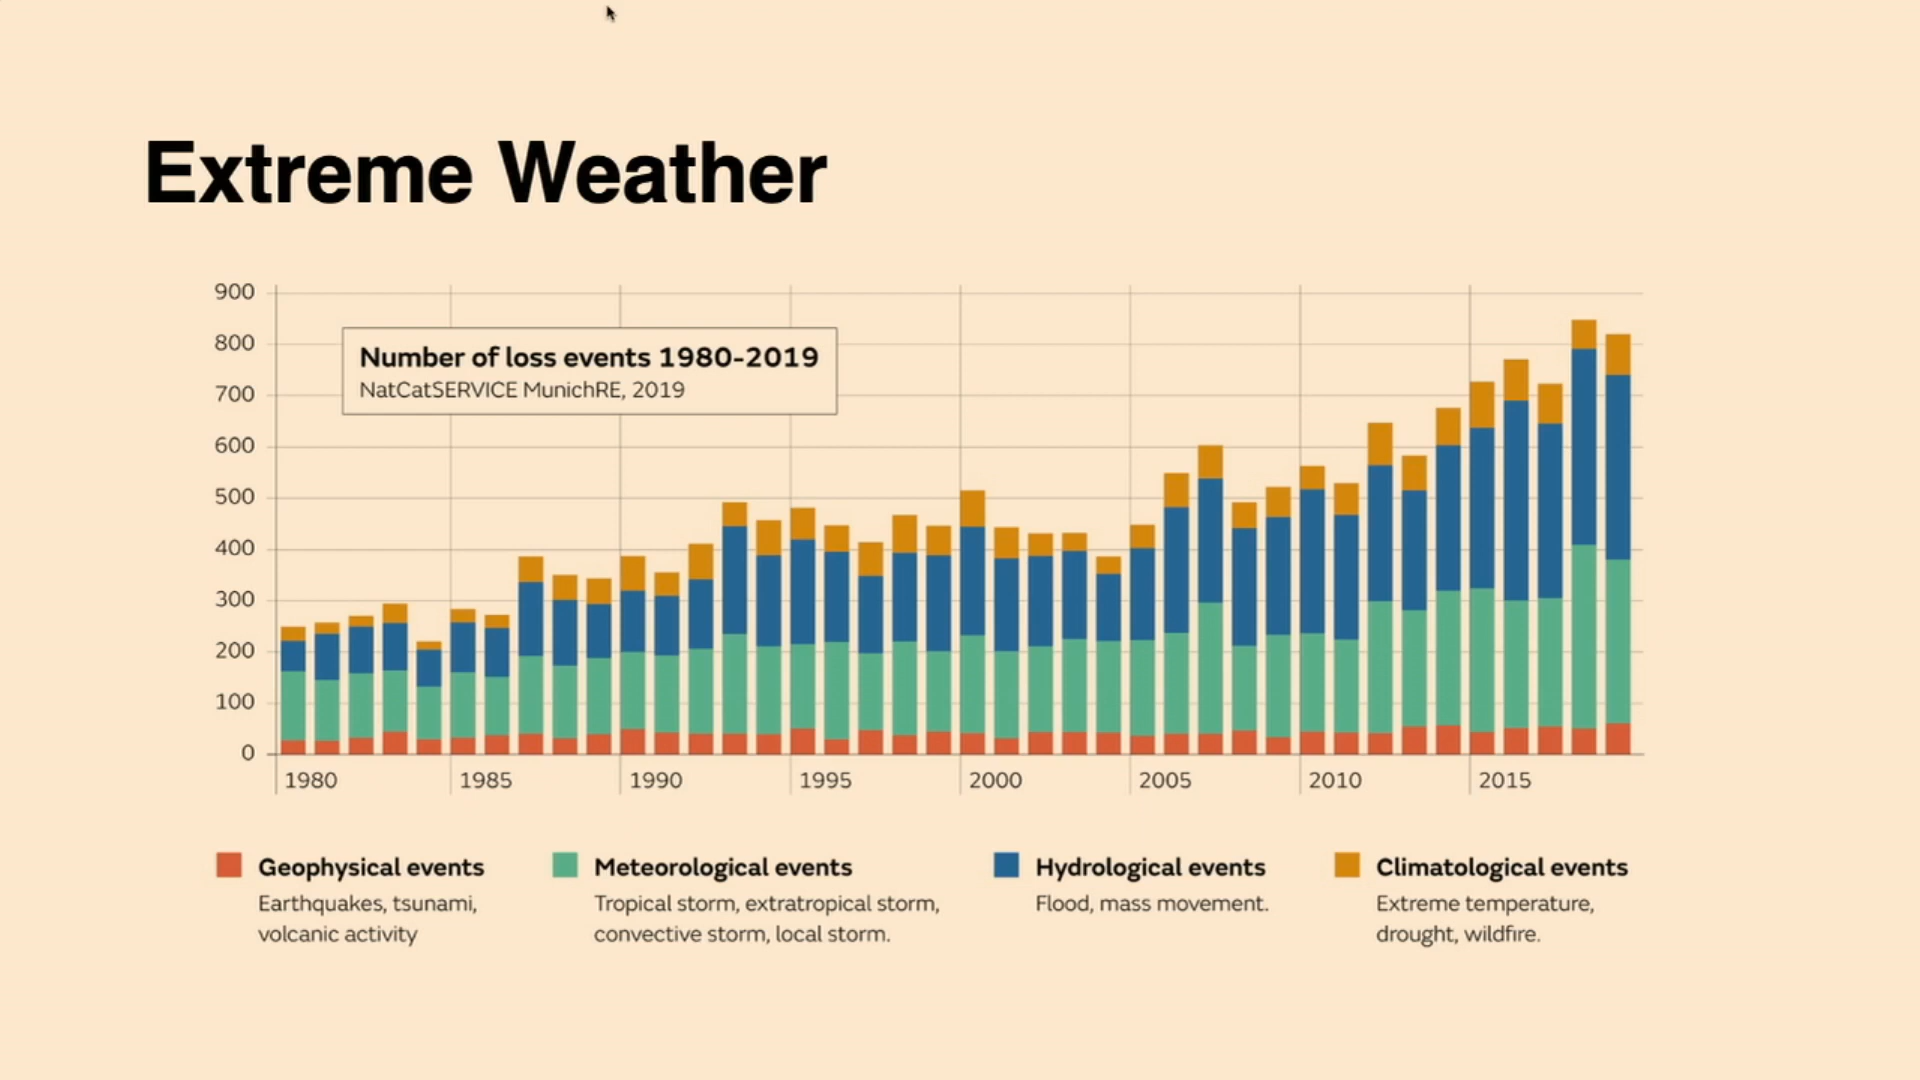 Extreme Weather
900
800
700
600
500
400
300
200
100
0
Number of loss events 1980-2019
NatCatSERVICE MunichRE, 2019
1980 1985 1990 1995 2000 2005 2010 2015
Geophysical events
Earthquakes, tsunami,
volcanic activity
Meteorological events
Tropical storm, extratropical storm,
convective storm, local storm.
Hydrological events
Flood, mass movement.
Climatological events
Extreme temperature,
drought, wildfire.